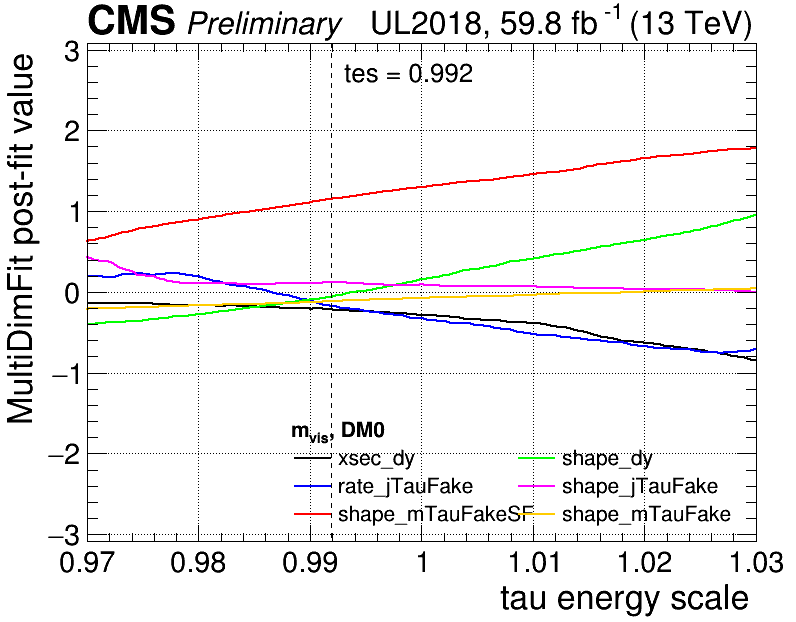 CMS Preliminary UL2018, 59.8 fb⁻¹ (13 TeV)
tes = 0.992
MultiDimFit post-fit value
3
2
1
0
−1
−2
−3
m_vis, DM0
xsec_dy shape_dy
rate_jTauFake shape_jTauFake
shape_mTauFakeSF shape_mTauFake
0.97 0.98 0.99 1 1.01 1.02 1.03
tau energy scale